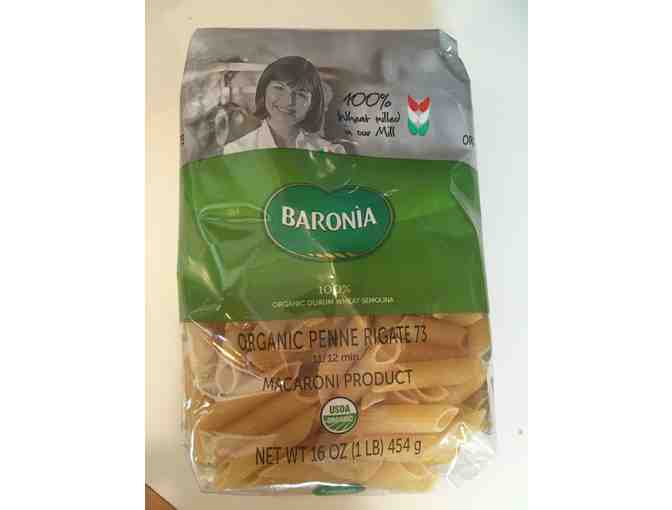 100%
Wheat milled
in our Mill
BARONÌA
100%
ORGANIC DURUM WHEAT SEMOLINA
ORGANIC PENNE RIGATE 73
11/12 min
MACARONI PRODUCT
USDA
ORGANIC
NET WT 16 OZ (1 LB) 454 g